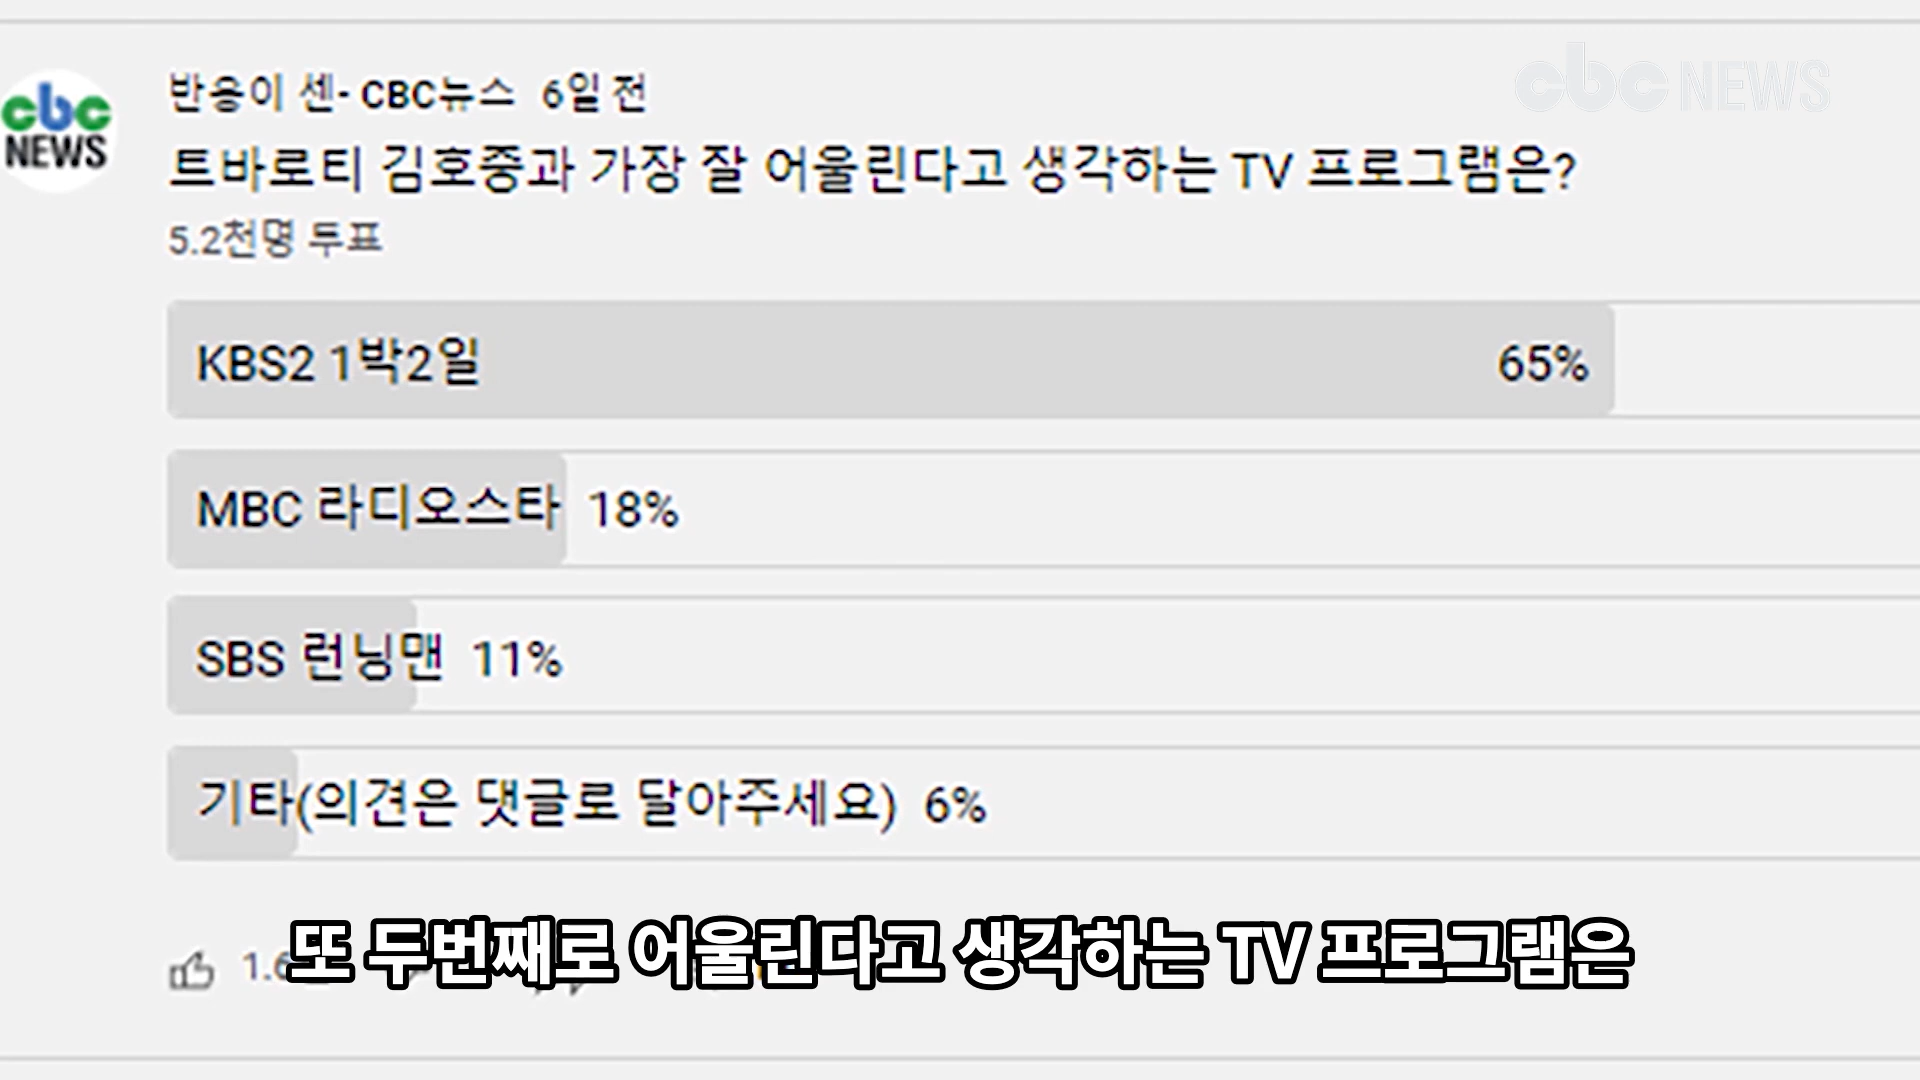 cbc NEWS
cbc
NEWS
반응이 센- CBC뉴스 6일 전
트바로티 김호중과 가장 잘 어울린다고 생각하는 TV 프로그램은?
5.2천명 투표
KBS2 1박2일 65%
MBC 라디오스타 18%
SBS 런닝맨 11%
기타(의견은 댓글로 달아주세요) 6%
또 두번째로 어울린다고 생각하는 TV 프로그램은